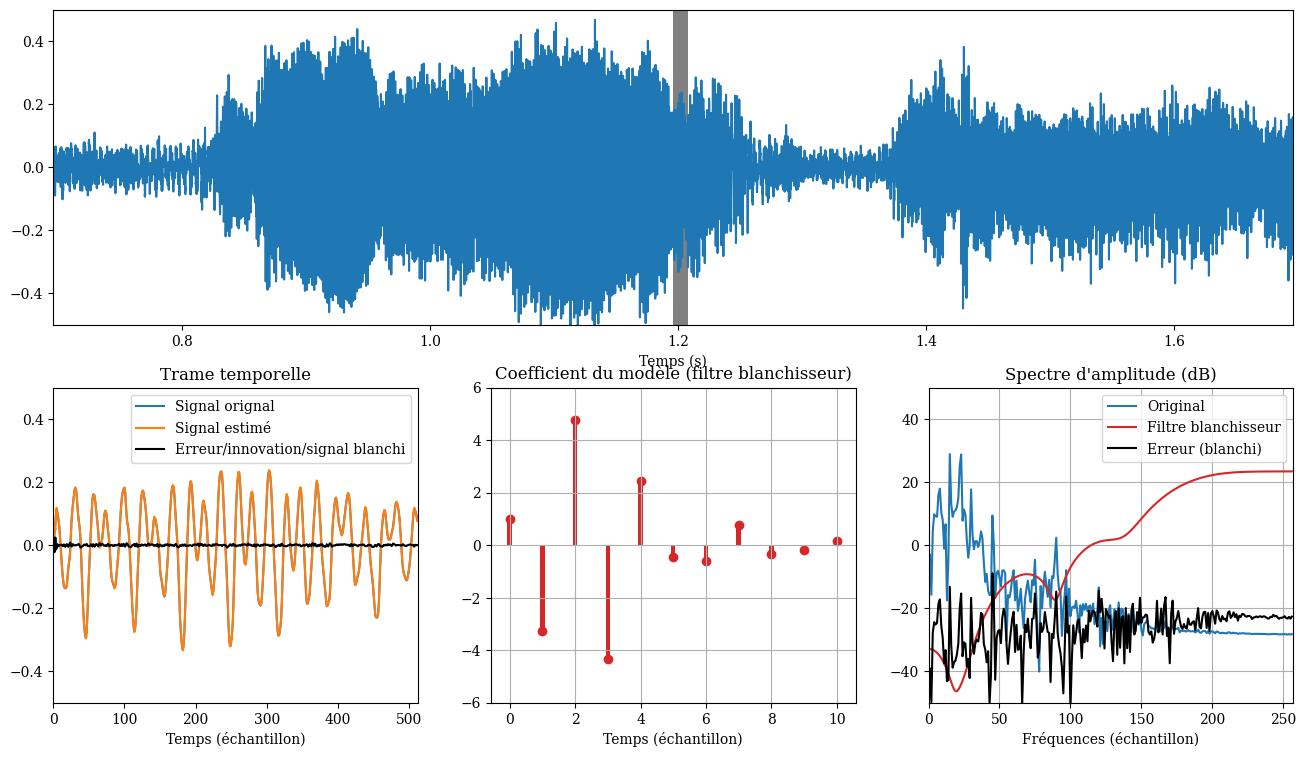 0.4
0.2
0.0
−0.2
−0.4
0.8 1.0 1.2 1.4 1.6
Temps (s)
Trame temporelle
Signal orignal
Signal estimé
Erreur/innovation/signal blanchi
0.4
0.2
0.0
−0.2
−0.4
0 100 200 300 400 500
Temps (échantillon)
Coefficient du modèle (filtre blanchisseur)
6
4
2
0
−2
−4
−6
0 2 4 6 8 10
Temps (échantillon)
Spectre d'amplitude (dB)
Original
Filtre blanchisseur
Erreur (blanchi)
40
20
0
−20
−40
0 50 100 150 200 250
Fréquences (échantillon)